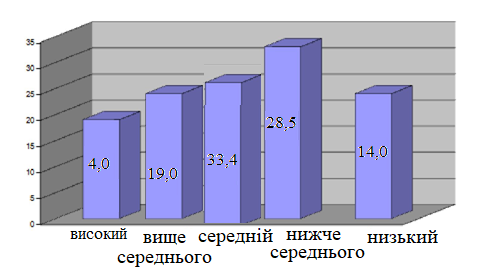 35
30
25
20
15
10
5
0
4,0
19,0
33,4
28,5
14,0
високий
вище середнього
середній
нижче середнього
низький